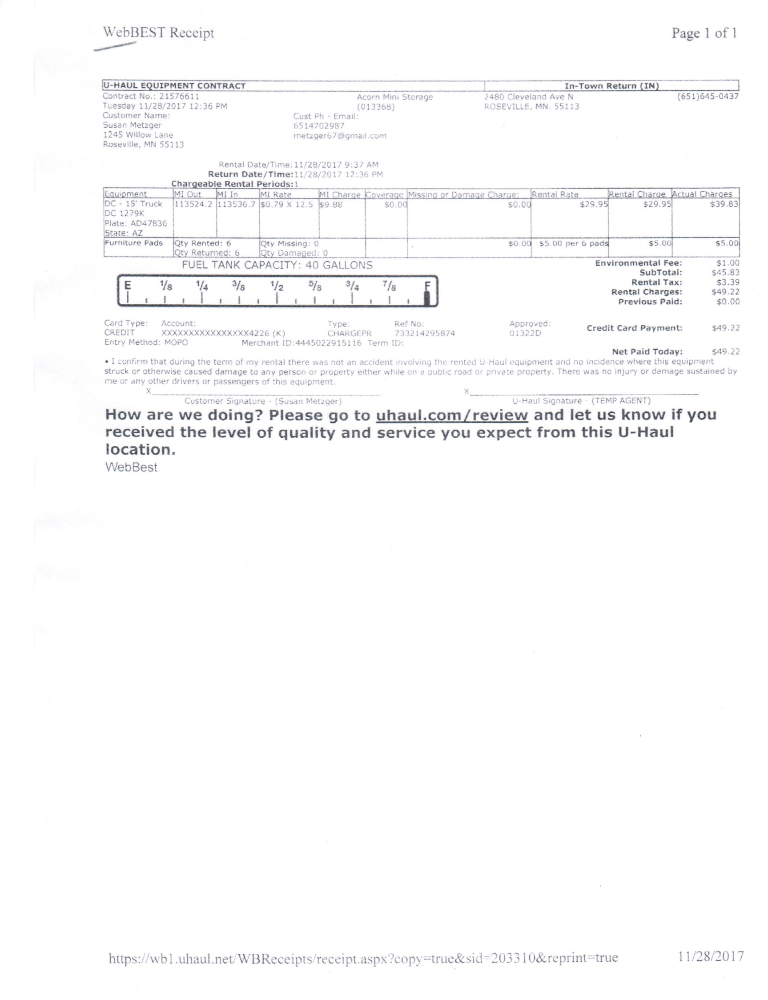 WebBEST Receipt Page 1 of 1
U-HAUL EQUIPMENT CONTRACT In-Town Return (IN)
Contract No.: 21576611 Acorn Mini Storage 2480 Cleveland Ave N (651)645-0437
Tuesday 11/28/2017 12:36 PM (013368) ROSEVILLE, MN. 55113
Customer Name: Cust Ph - Email:
Susan Metzger 6514702987
1245 Willow Lane metzger67@gmail.com
Roseville, MN 55113
Rental Date/Time: 11/28/2017 9:37 AM
Return Date/Time: 11/28/2017 12:36 PM
Chargeable Rental Periods: 1
Equipment MI Out MI In MI Rate MI Charge Coverage Missing or Damage Charge: Rental Rate Rental Charge Actual Charges
DC - 15' Truck 113524.2 113536.7 $0.79 X 12.5 $9.88 $0.00 $0.00 $29.95 $29.95 $39.83
DC 1279K
Plate: AD47836
State: AZ
Furniture Pads Qty Rented: 6 Qty Missing: 0 $0.00 $5.00 per 6 pads $5.00 $5.00
Qty Returned: 6 Qty Damaged: 0
FUEL TANK CAPACITY: 40 GALLONS Environmental Fee: $1.00
SubTotal: $45.83
E 1/8 1/4 3/8 1/2 5/8 3/4 7/8 F Rental Tax: $3.39
Rental Charges: $49.22
Previous Paid: $0.00
Card Type: Account: Type: Ref No: Approved:
Credit Card Payment: $49.22
CREDIT XXXXXXXXXXXXXXXX4226 (K) CHARGEPR 733214295874 01322D
Entry Method: MOPO Merchant ID:4445022915116 Term ID:
Net Paid Today: $49.22
• I confirm that during the term of my rental there was not an accident involving the rented U-Haul equipment and no incidence where this equipment
struck or otherwise caused damage to any person or property either while on a public road or private property. There was no injury or damage sustained by
me or any other drivers or passengers of this equipment.
X X
Customer Signature - (Susan Metzger) U-Haul Signature - (TEMP AGENT)
How are we doing? Please go to uhaul.com/review and let us know if you
received the level of quality and service you expect from this U-Haul
location.
WebBest
https://wb1.uhaul.net/WBReceipts/receipt.aspx?copy=true&sid=203310&reprint=true 11/28/2017